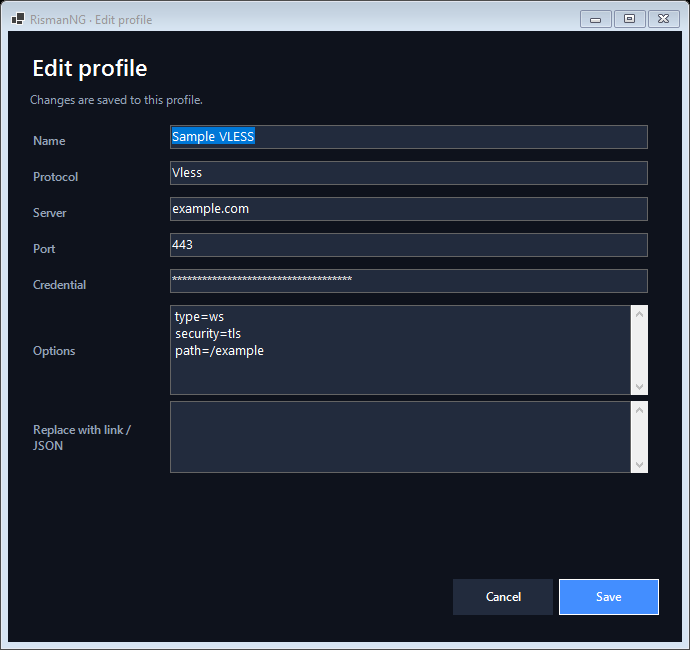 RismanNG · Edit profile
Edit profile
Changes are saved to this profile.
Name
Sample VLESS
Protocol
Vless
Server
example.com
Port
443
Credential
************************************
Options
type=ws
security=tls
path=/example
Replace with link /
JSON
Cancel
Save